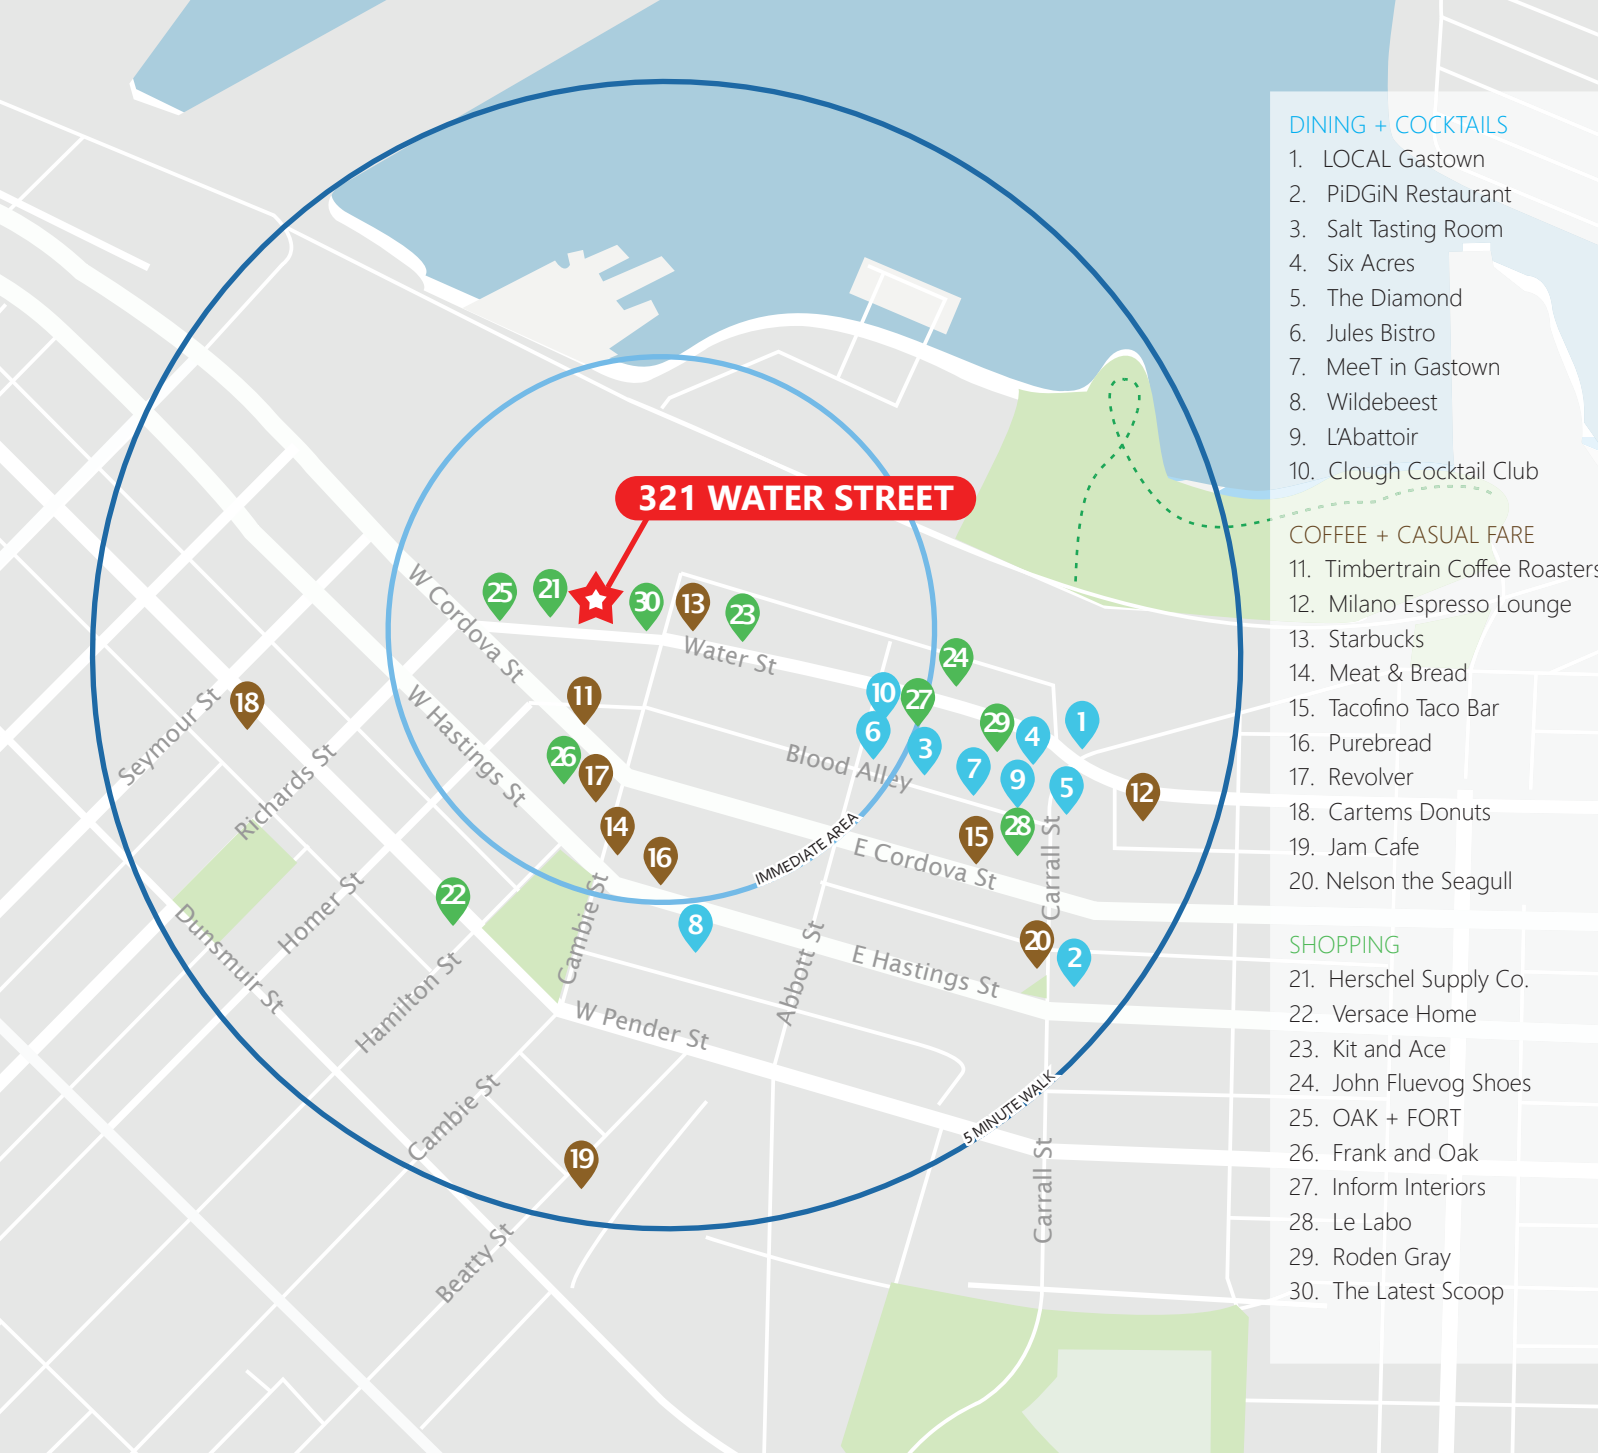 321 WATER STREET
25
21
30
13
23
W Cordova St
Water St
24
11
10
27
18
W Hastings St
Seymour St
6
3
29
4
1
26
17
Blood Alley
7
9
5
12
Richards St
14
16
IMMEDIATE AREA
15
28
E Cordova St
Carrall St
22
8
Homer St
Cambie St
Dunsmuir St
Hamilton St
Abbott St
E Hastings St
20
2
W Pender St
Cambie St
5 MINUTE WALK
19
Carrall St
Beatty St
DINING + COCKTAILS
1. LOCAL Gastown
2. PiDGiN Restaurant
3. Salt Tasting Room
4. Six Acres
5. The Diamond
6. Jules Bistro
7. MeeT in Gastown
8. Wildebeest
9. L'Abattoir
10. Clough Cocktail Club
COFFEE + CASUAL FARE
11. Timbertrain Coffee Roasters
12. Milano Espresso Lounge
13. Starbucks
14. Meat & Bread
15. Tacofino Taco Bar
16. Purebread
17. Revolver
18. Cartems Donuts
19. Jam Cafe
20. Nelson the Seagull
SHOPPING
21. Herschel Supply Co.
22. Versace Home
23. Kit and Ace
24. John Fluevog Shoes
25. OAK + FORT
26. Frank and Oak
27. Inform Interiors
28. Le Labo
29. Roden Gray
30. The Latest Scoop